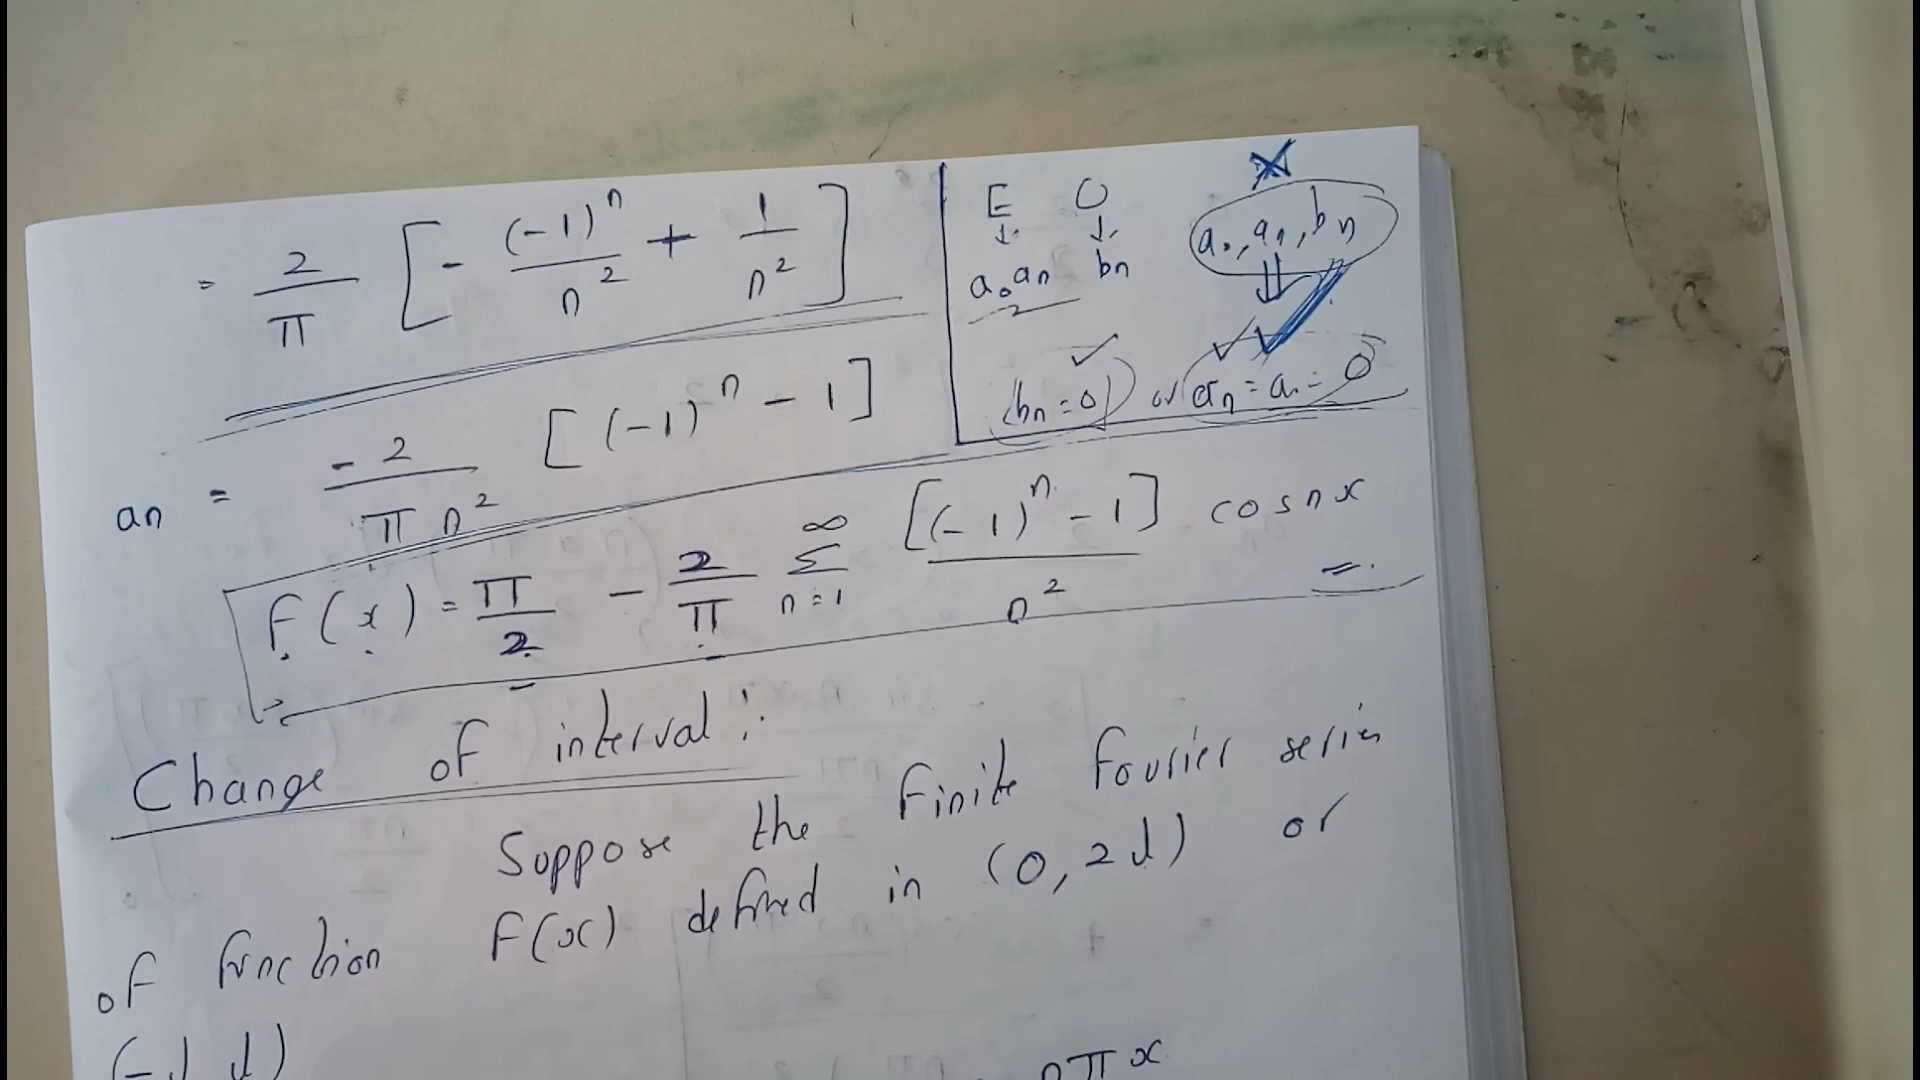 = 2/π [ - (-1)^n / n^2 + 1 / n^2 ]
E O
a₀ aₙ bₙ
a₀, aₙ, bₙ
(bₙ = 0) or aₙ = a₀ = 0
an = -2 / π n^2 [ (-1)^n - 1 ]
f(x) = π/2 - 2/π ∑_{n=1}^{∞} [(-1)^n - 1] / n^2 cos nx
Change of interval :
Suppose the Finite Fourier series
of function F(x) defined in (0, 2l) or
(-l, l)
nπx